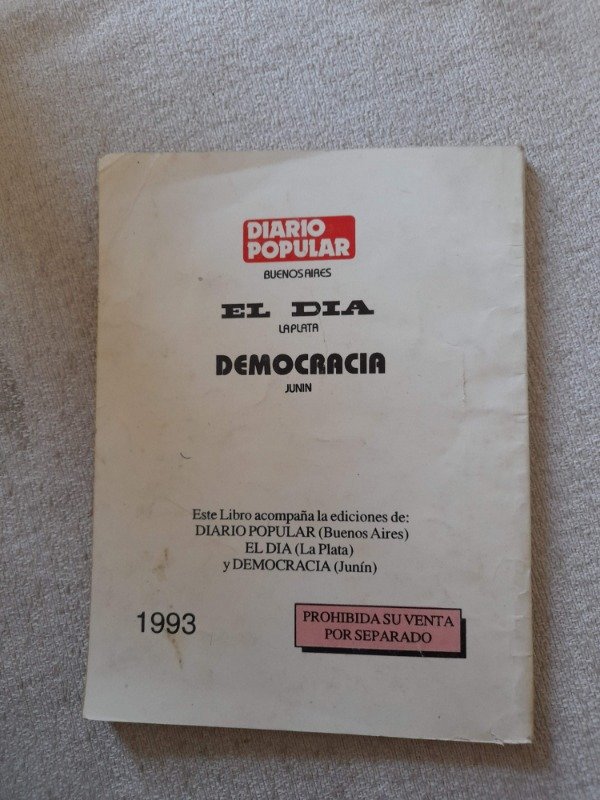 DIARIO
POPULAR
BUENOS AIRES
EL DIA
LA PLATA
DEMOCRACIA
JUNIN
Este Libro acompaña la ediciones de:
DIARIO POPULAR (Buenos Aires)
EL DIA (La Plata)
y DEMOCRACIA (Junín)
1993
PROHIBIDA SU VENTA
POR SEPARADO